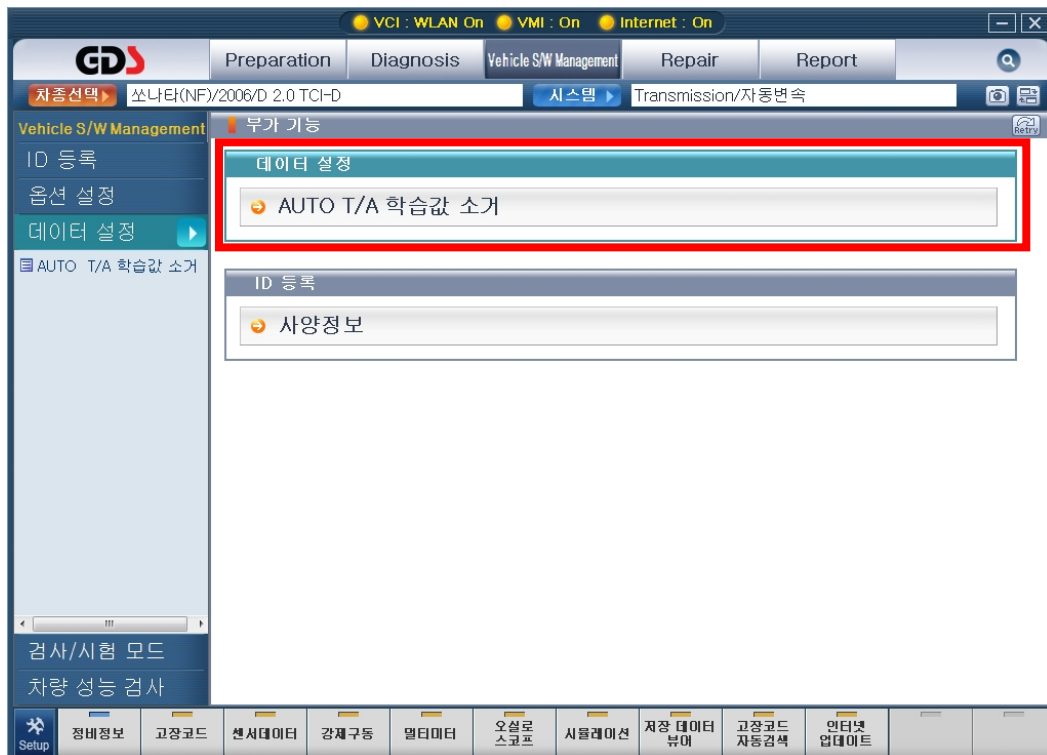 VCI : WLAN On VMI : On Internet : On
GDS Preparation Diagnosis Vehicle S/W Management Repair Report
차종선택 쏘나타(NF)/2006/D 2.0 TCI-D 시스템 Transmission/자동변속
Vehicle S/W Management
ID 등록
옵션 설정
데이터 설정
AUTO T/A 학습값 소거
검사/시험 모드
차량 성능 검사
부가 기능
Retry
데이터 설정
AUTO T/A 학습값 소거
ID 등록
사양정보
Setup 정비정보 고장코드 센서데이터 강제구동 멀티미터 오실로 스코프 시뮬레이션 저장 데이터 뷰어 고장코드 자동검색 인터넷 업데이트